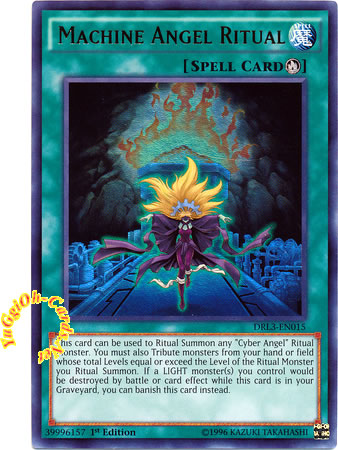 MACHINE ANGEL RITUAL
[SPELL CARD]
DRL3-EN015
This card can be used to Ritual Summon any "Cyber Angel" Ritual
Monster. You must also Tribute monsters from your hand or field
whose total Levels equal or exceed the Level of the Ritual Monster
you Ritual Summon. If a LIGHT monster(s) you control would
be destroyed by battle or card effect while this card is in your
Graveyard, you can banish this card instead.
39996157 1st Edition ©1996 KAZUKI TAKAHASHI